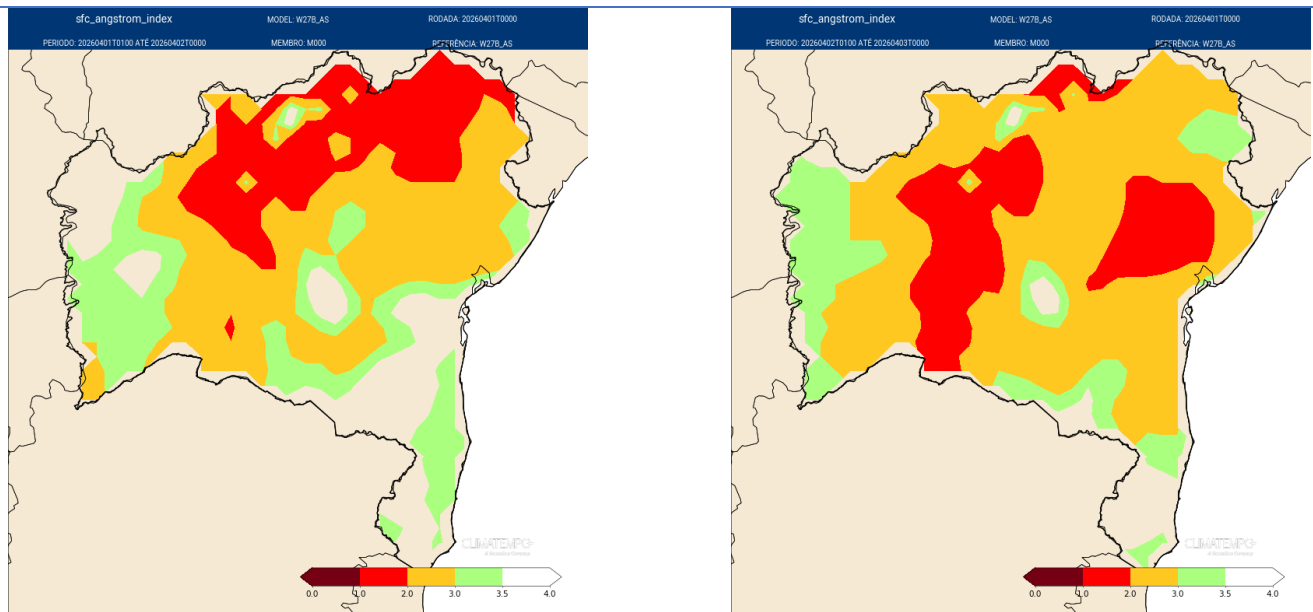 sfc_angstrom_index MODEL: W27B_AS RODADA: 20260401T0000
PERIODO: 20260401T0100 ATÉ 20260402T0000 MEMBRO: M000 REFERÊNCIA: W27B_AS
CLIMATEMPO
0.0 1.0 2.0 3.0 3.5 4.0
sfc_angstrom_index MODEL: W27B_AS RODADA: 20260401T0000
PERIODO: 20260402T0100 ATÉ 20260403T0000 MEMBRO: M000 REFERÊNCIA: W27B_AS
CLIMATEMPO
0.0 1.0 2.0 3.0 3.5 4.0